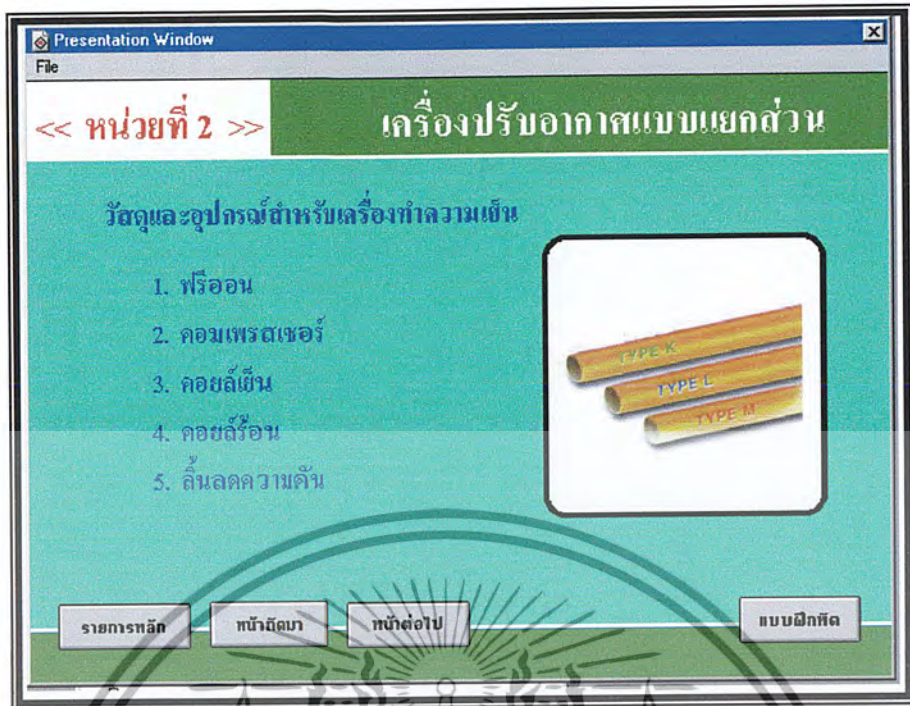 Presentation Window
File
<< หน่วยที่ 2 >>
เครื่องปรับอากาศแบบแยกส่วน
วัสดุและอุปกรณ์สำหรับเครื่องทำความเย็น
1. ฟรีออน
2. คอมเพรสเซอร์
3. คอยล์เย็น
4. คอยล์ร้อน
5. ลิ้นลดความดัน
TYPE K
TYPE L
TYPE M
รายการหลัก
หน้าถัดมา
หน้าต่อไป
แบบฝึกหัด